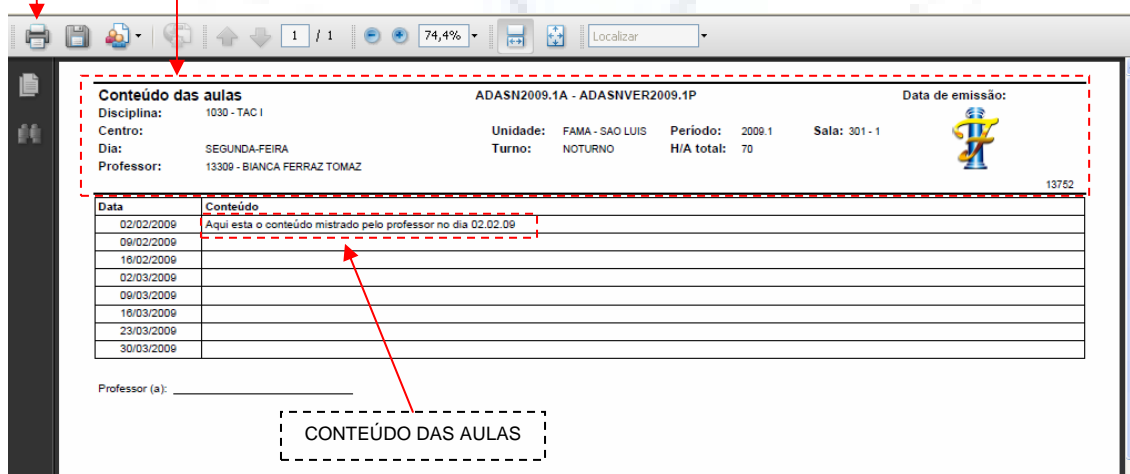 1 / 1 74,4% Localizar
Conteúdo das aulas ADASN2009.1A - ADASNVER2009.1P Data de emissão:
Disciplina: 1030 - TAC I
Centro: Unidade: FAMA - SAO LUIS Período: 2009.1 Sala: 301 - 1
Dia: SEGUNDA-FEIRA Turno: NOTURNO H/A total: 70
Professor: 13309 - BIANCA FERRAZ TOMAZ
13752
Data Conteúdo
02/02/2009 Aqui esta o conteúdo mistrado pelo professor no dia 02.02.09
09/02/2009
16/02/2009
02/03/2009
09/03/2009
16/03/2009
23/03/2009
30/03/2009
Professor (a):
CONTEÚDO DAS AULAS